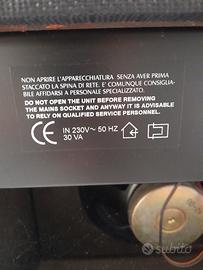 NON APRIRE L'APPARECCHIATURA SENZA AVER PRIMA
STACCATO LA SPINA DI RETE. E' COMUNQUE CONSIGLIA-
BILE AFFIDARSI A PERSONALE SPECIALIZZATO.
DO NOT OPEN THE UNIT BEFORE REMOVING
THE MAINS SOCKET AND ANYWAY IT IS ADVISABLE
TO RELY ON QUALIFIED SERVICE PERSONNEL.
CE IN 230V~ 50 HZ
30 VA
subito